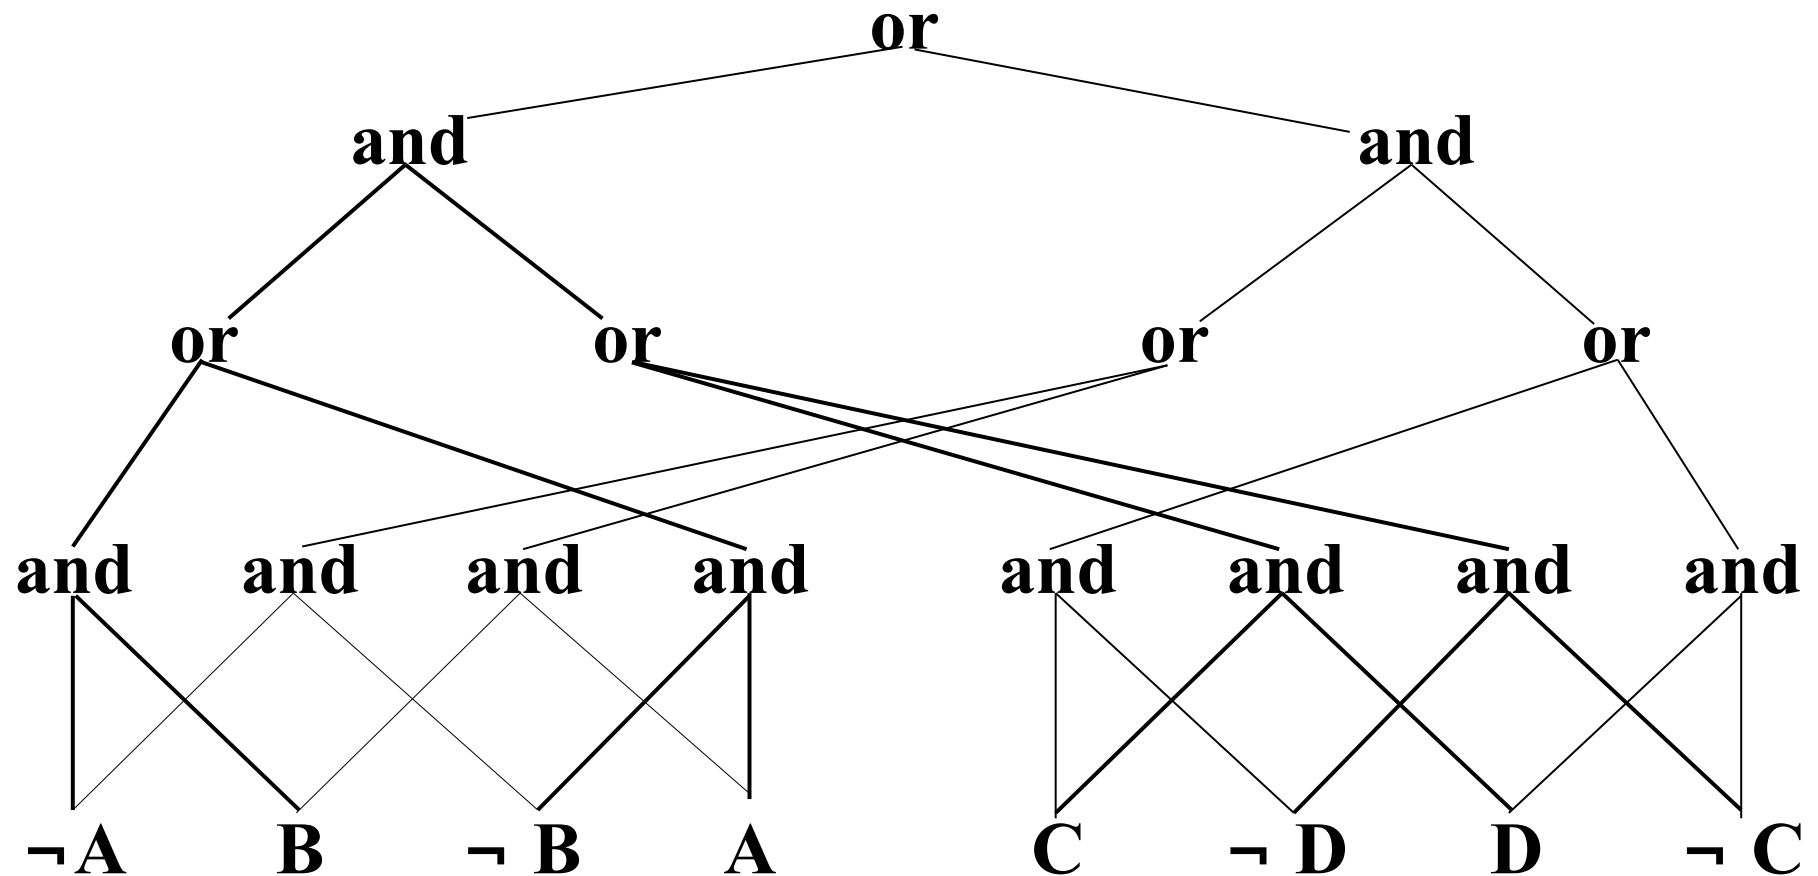 or
and and
or or or or
and and and and and and and and
¬A B ¬ B A C ¬ D D ¬ C